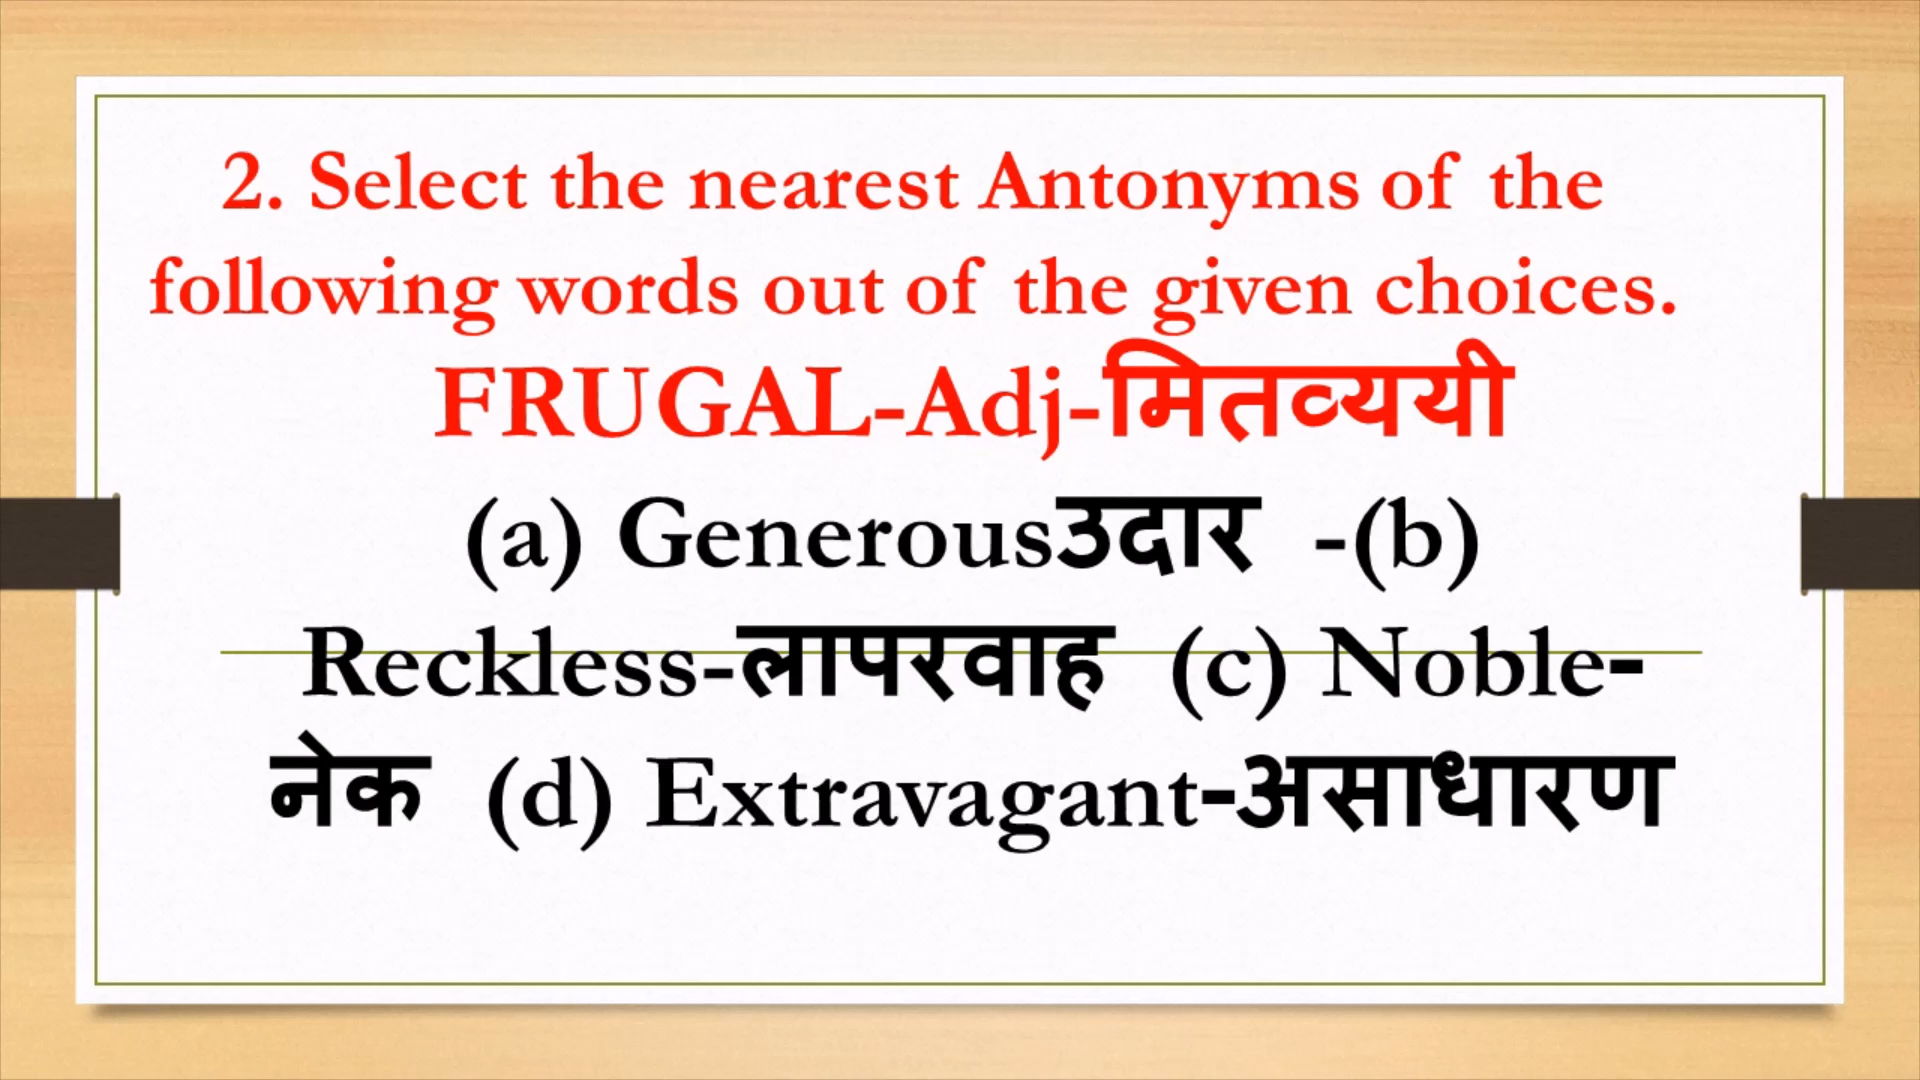 2. Select the nearest Antonyms of the
following words out of the given choices.
FRUGAL-Adj-मितव्ययी
(a) Generousउदार -(b)
Reckless-लापरवाह (c) Noble-
नेक (d) Extravagant-असाधारण